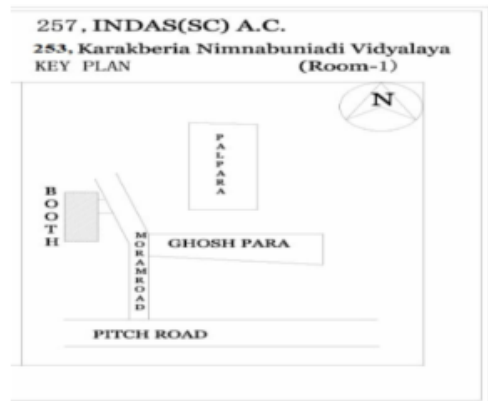 257, INDAS(SC) A.C.
253, Karakberia Nimnabuniadi Vidyalaya
KEY PLAN (Room-1)
N
PALPARA
BOOTH
MORAMROAD
GHOSH PARA
PITCH ROAD